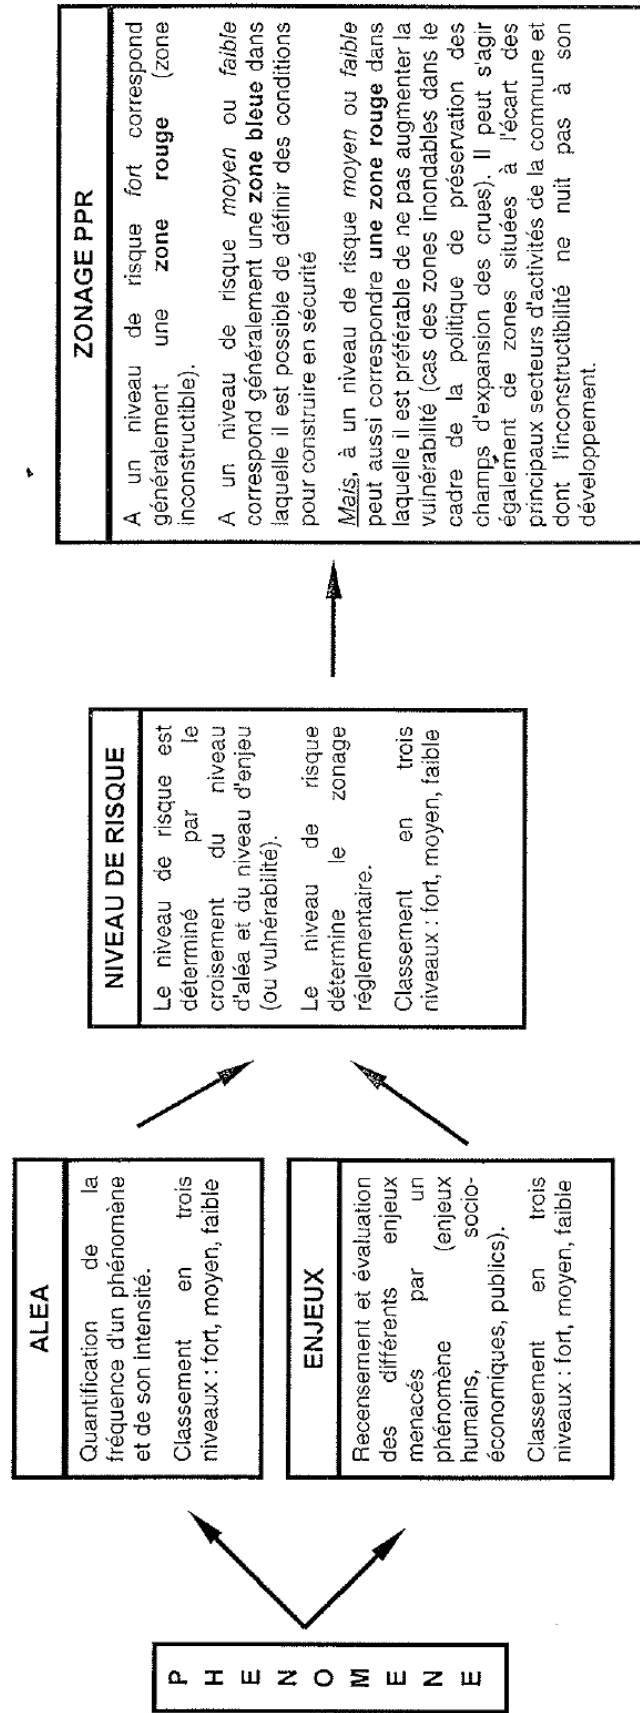 P
H
E
N
O
M
E
N
E
ALEA
Quantification de la
fréquence d'un phénomène
et de son intensité.
Classement en trois
niveaux : fort, moyen, faible
ENJEUX
Recensement et évaluation
des différents enjeux
menacés par un
phénomène (enjeux
humains, socio-
économiques, publics).
Classement en trois
niveaux : fort, moyen, faible
NIVEAU DE RISQUE
Le niveau de risque est
déterminé par le
croisement du niveau
d'aléa et du niveau d'enjeu
(ou vulnérabilité).
Le niveau de risque
détermine le zonage
réglementaire.
Classement en trois
niveaux : fort, moyen, faible
ZONAGE PPR
A un niveau de risque fort correspond
généralement une zone rouge (zone
inconstructible).
A un niveau de risque moyen ou faible
correspond généralement une zone bleue dans
laquelle il est possible de définir des conditions
pour construire en sécurité
Mais, à un niveau de risque moyen ou faible
peut aussi correspondre une zone rouge dans
laquelle il est préférable de ne pas augmenter la
vulnérabilité (cas des zones inondables dans le
cadre de la politique de préservation des
champs d'expansion des crues). Il peut s'agir
également de zones situées à l'écart des
principaux secteurs d'activités de la commune et
dont l'inconstructibilité ne nuit pas à son
développement.